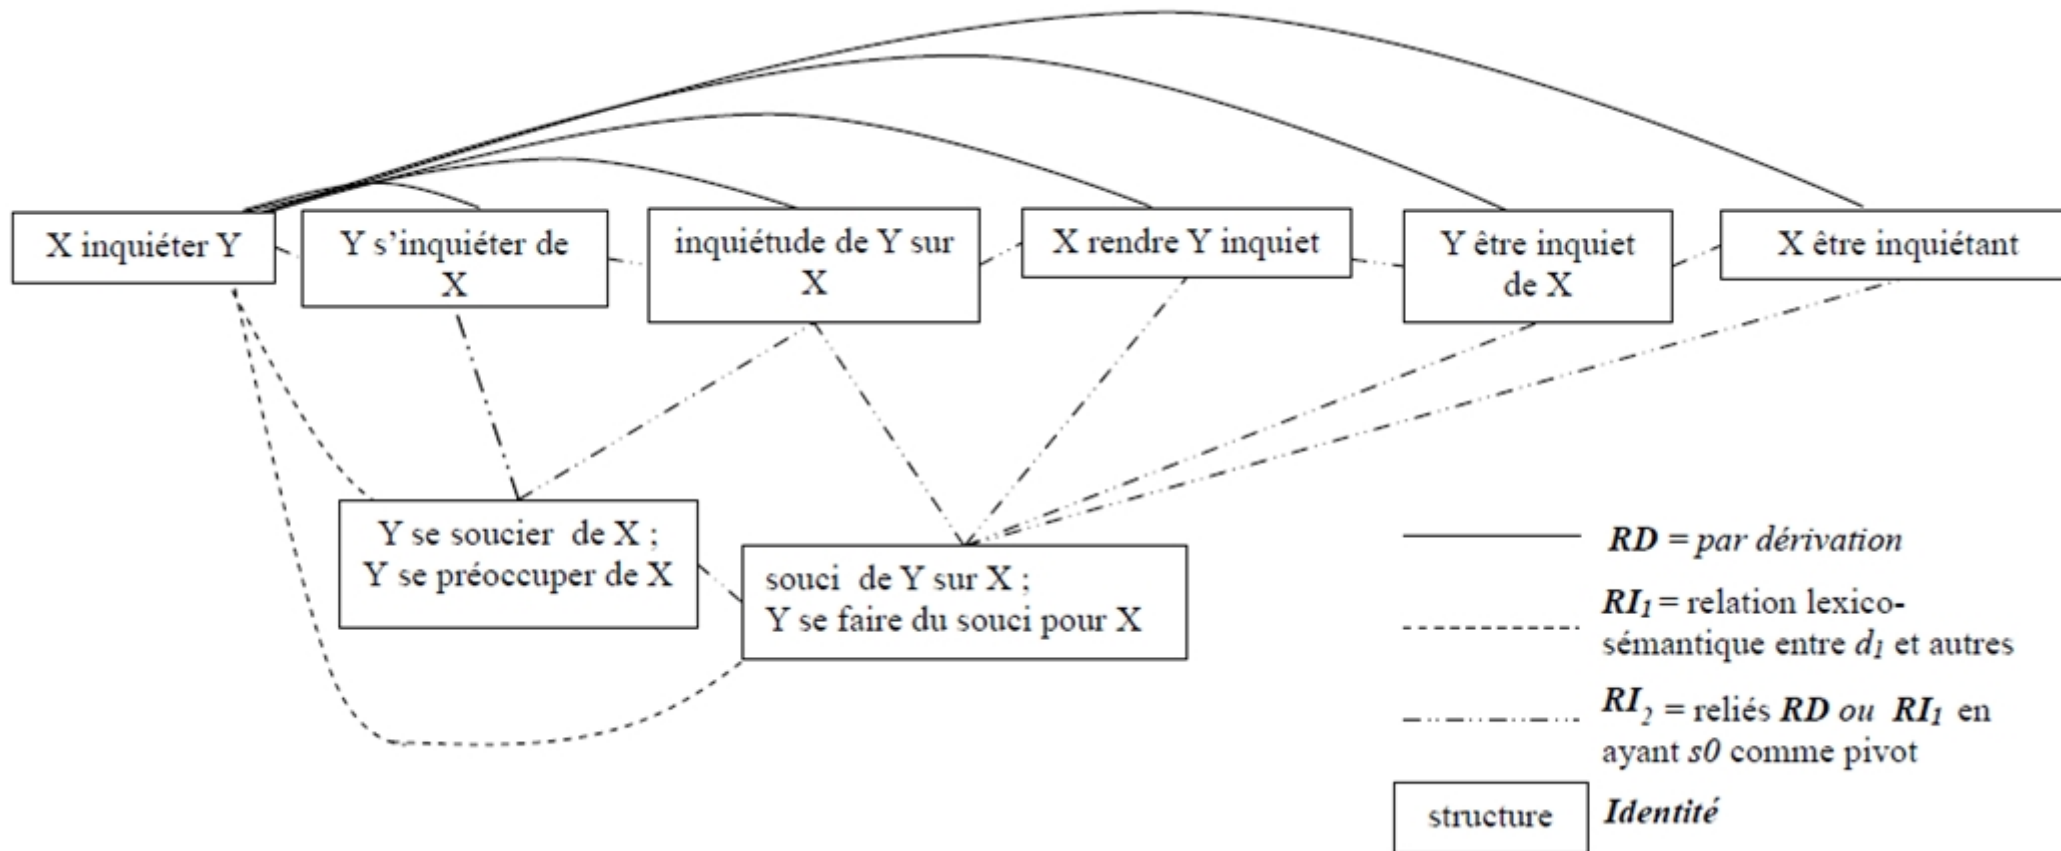 X inquiéter Y
Y s’inquiéter de
X
inquiétude de Y sur
X
X rendre Y inquiet
Y être inquiet
de X
X être inquiétant
Y se soucier  de X ;
Y se préoccuper de X
souci  de Y sur X ;
Y se faire du souci pour X
RD = par dérivation
RI1 = relation lexico-
sémantique entre d1 et autres
RI2 = reliés RD ou RI1 en
ayant s0 comme pivot
structure
Identité